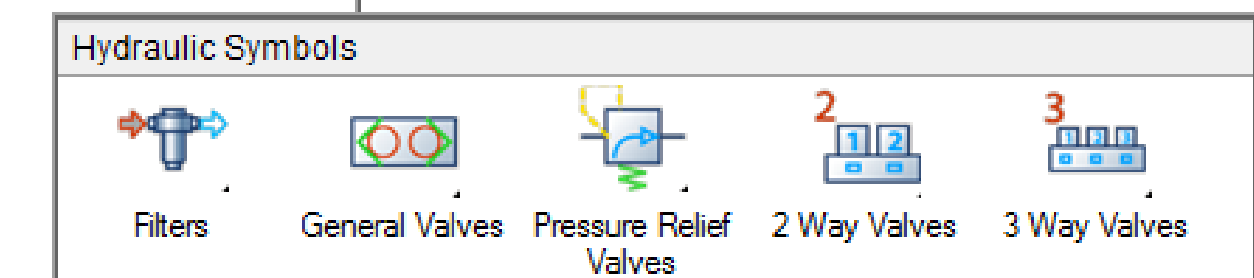 Hydraulic Symbols
2
3
1 2
1 2 3
Filters
General Valves
Pressure Relief
Valves
2 Way Valves
3 Way Valves